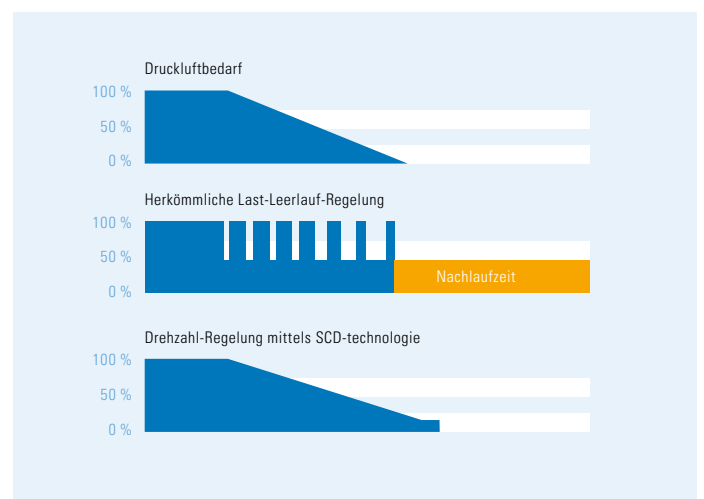 Druckluftbedarf
100 %
50 %
0 %
Herkömmliche Last-Leerlauf-Regelung
100 %
50 %
0 %
Nachlaufzeit
Drehzahl-Regelung mittels SCD-technologie
100 %
50 %
0 %